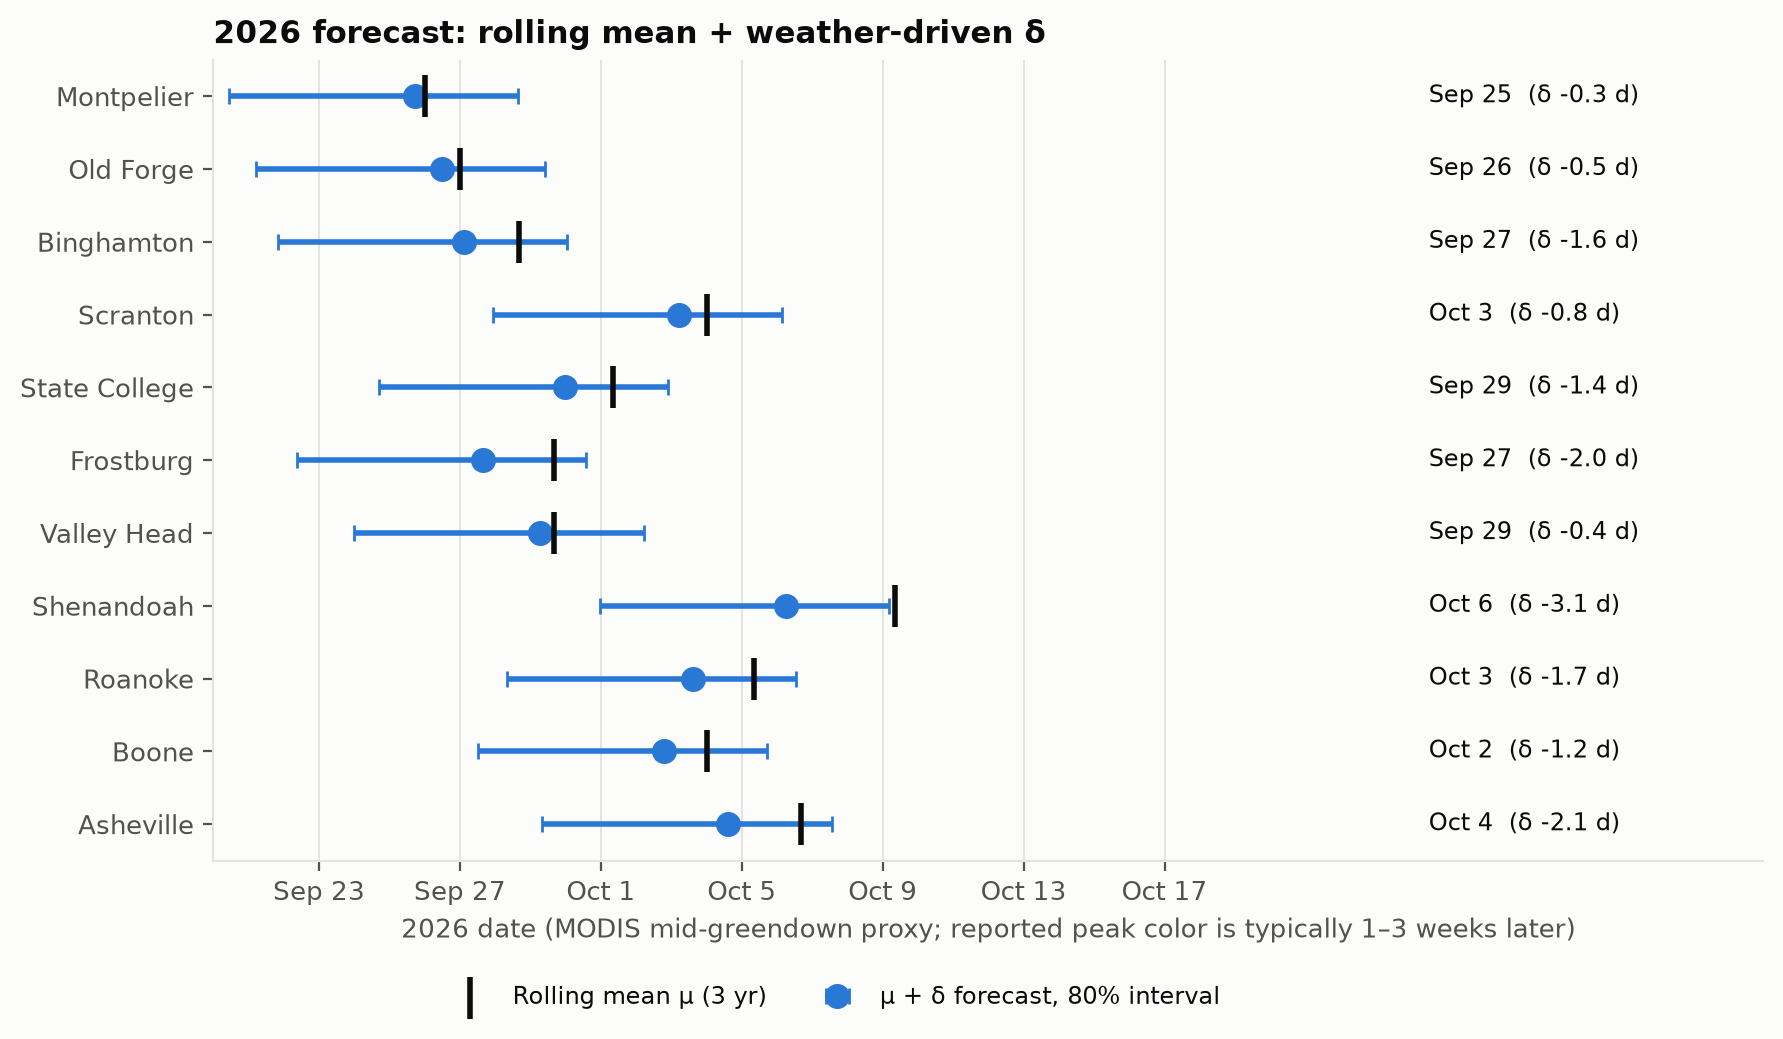 2026 forecast: rolling mean + weather-driven δ
Montpelier
Sep 25 (δ -0.3 d)
Old Forge
Sep 26 (δ -0.5 d)
Binghamton
Sep 27 (δ -1.6 d)
Scranton
Oct 3 (δ -0.8 d)
State College
Sep 29 (δ -1.4 d)
Frostburg
Sep 27 (δ -2.0 d)
Valley Head
Sep 29 (δ -0.4 d)
Shenandoah
Oct 6 (δ -3.1 d)
Roanoke
Oct 3 (δ -1.7 d)
Boone
Oct 2 (δ -1.2 d)
Asheville
Oct 4 (δ -2.1 d)
Sep 23 Sep 27 Oct 1 Oct 5 Oct 9 Oct 13 Oct 17
2026 date (MODIS mid-greendown proxy; reported peak color is typically 1–3 weeks later)
Rolling mean μ (3 yr) μ + δ forecast, 80% interval